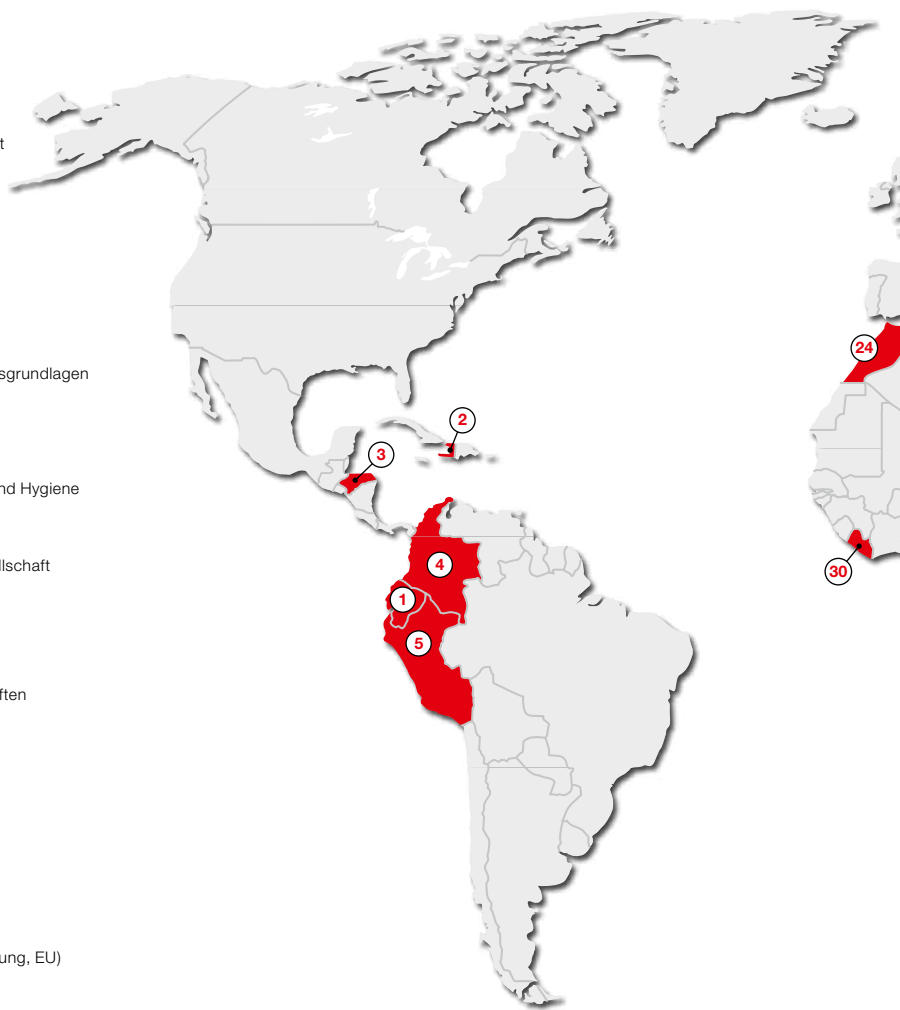 t
sgrundlagen
nd Hygiene
llschaft
ften
ung, EU)
24
2
3
4
30
1
5